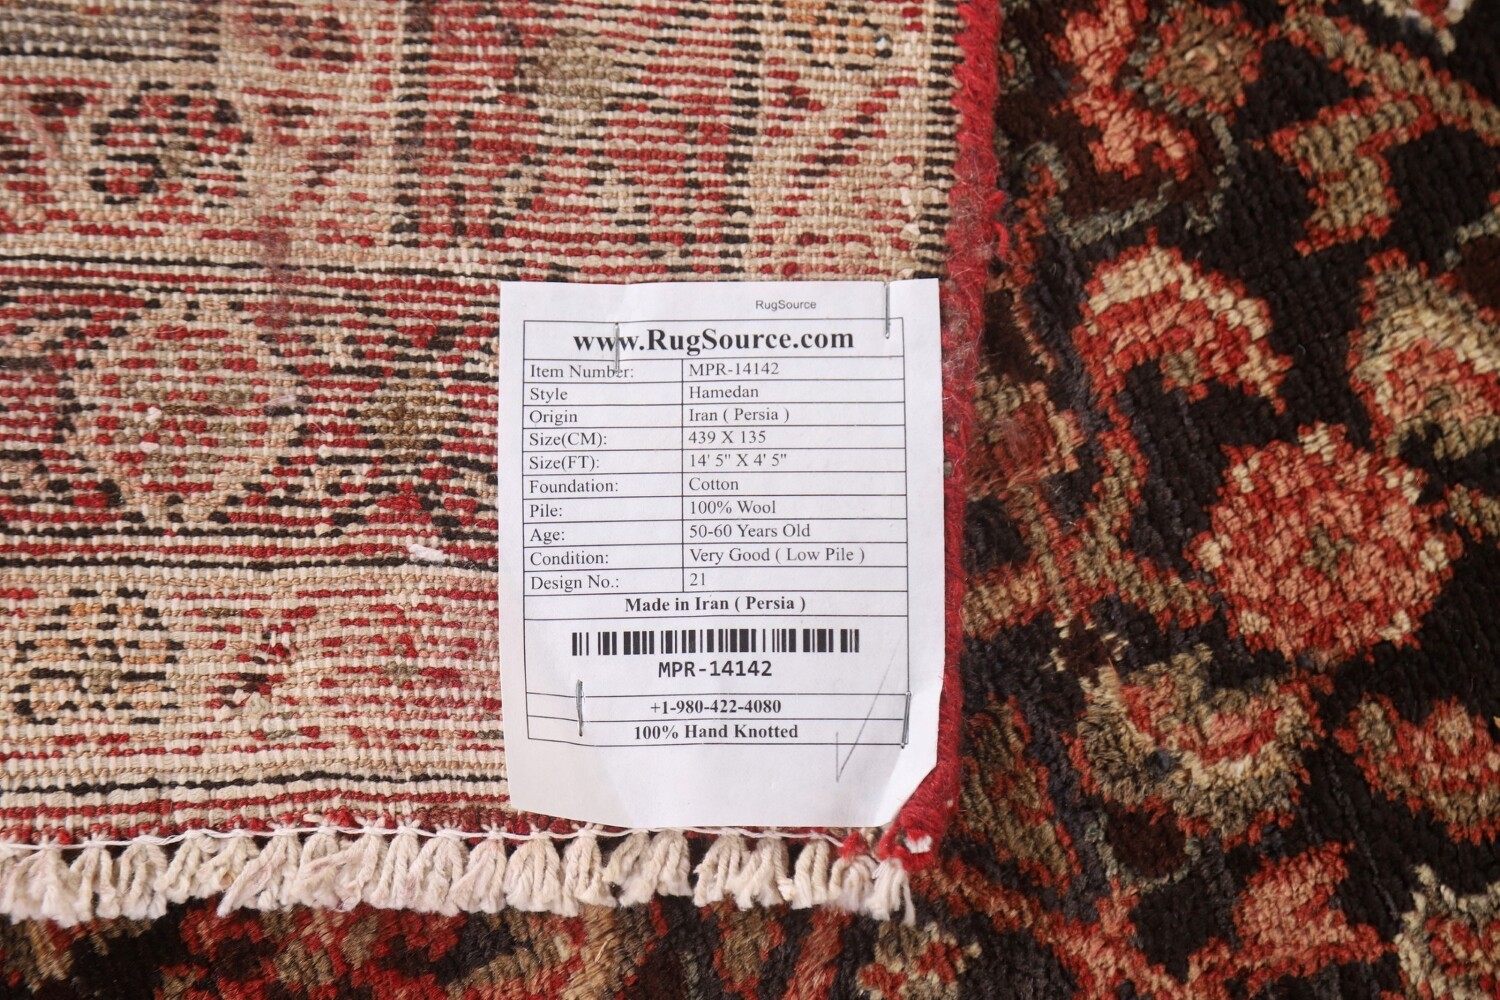 RugSource
www.RugSource.com
Item Number: MPR-14142
Style Hamedan
Origin Iran ( Persia )
Size(CM): 439 X 135
Size(FT): 14' 5" X 4' 5"
Foundation: Cotton
Pile: 100% Wool
Age: 50-60 Years Old
Condition: Very Good ( Low Pile )
Design No.: 21
Made in Iran ( Persia )
MPR-14142
+1-980-422-4080
100% Hand Knotted